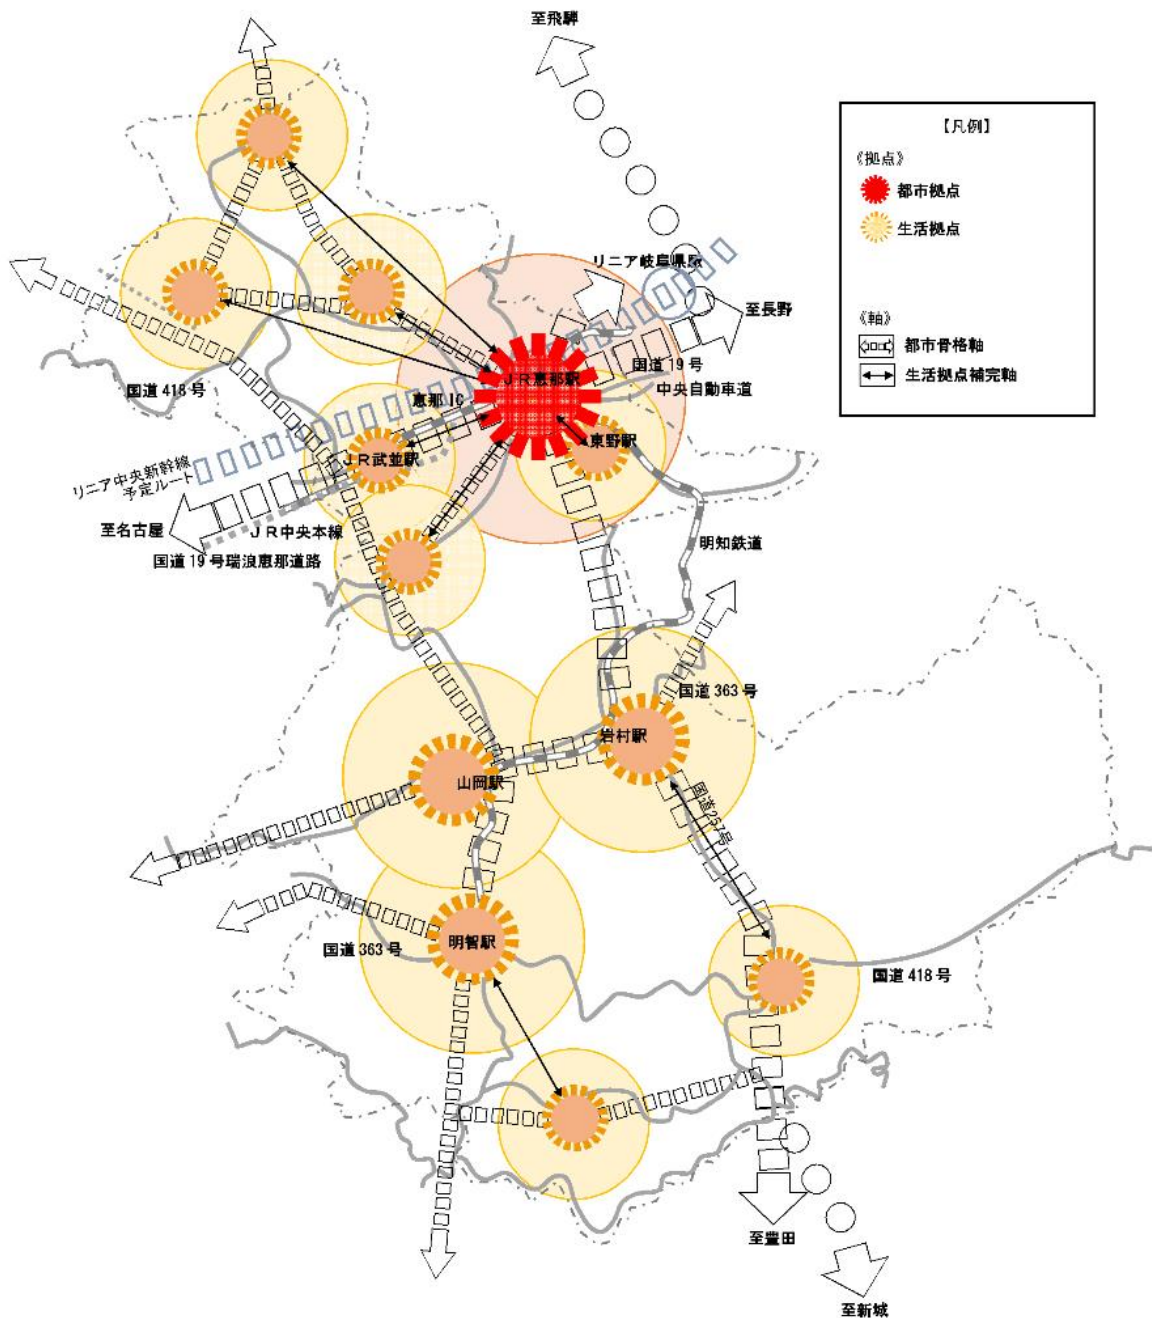 至飛騨
【凡例】
《拠点》
都市拠点
生活拠点
《軸》
都市骨格軸
生活拠点補完軸
リニア岐阜県駅
至長野
国道19号
中央自動車道
JR恵那駅
恵那IC
東野駅
国道418号
JR武並駅
リニア中央新幹線
予定ルート
至名古屋
JR中央本線
国道19号瑞浪恵那道路
明知鉄道
国道363号
岩村駅
山岡駅
国道257号
明智駅
国道363号
国道418号
至豊田
至新城